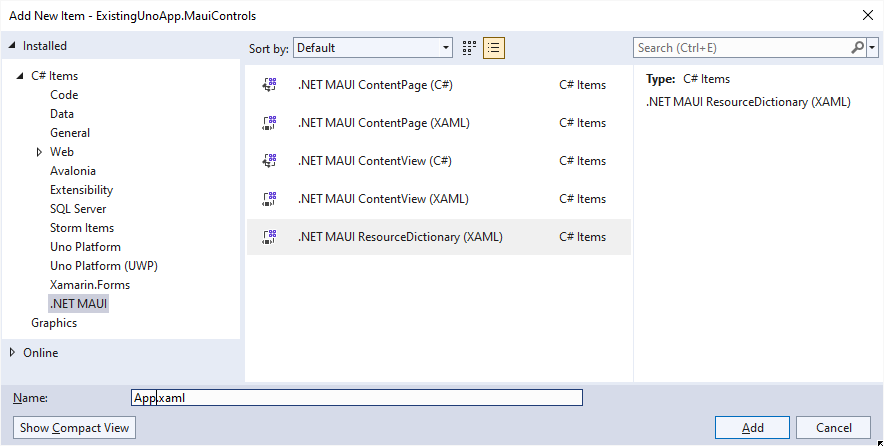 Add New Item - ExistingUnoApp.MauiControls
Installed
C# Items
Code
Data
General
Web
Avalonia
Extensibility
SQL Server
Storm Items
Uno Platform
Uno Platform (UWP)
Xamarin.Forms
.NET MAUI
Graphics
Online
Sort by: Default
.NET MAUI ContentPage (C#) C# Items
.NET MAUI ContentPage (XAML) C# Items
.NET MAUI ContentView (C#) C# Items
.NET MAUI ContentView (XAML) C# Items
.NET MAUI ResourceDictionary (XAML) C# Items
Search (Ctrl+E)
Type: C# Items
.NET MAUI ResourceDictionary (XAML)
Name: App.xaml
Show Compact View Add Cancel